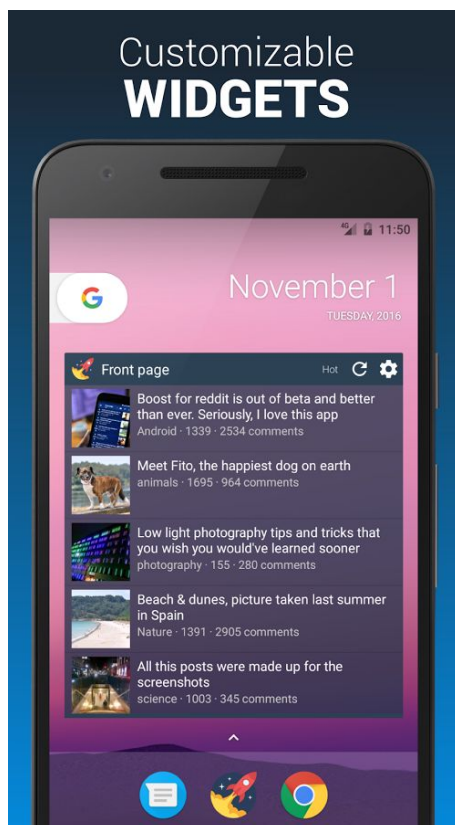 Customizable
WIDGETS
4G 11:50
G
November 1
TUESDAY, 2016
Front page Hot
Boost for reddit is out of beta and better
than ever. Seriously, I love this app
Android · 1339 · 2534 comments
Meet Fito, the happiest dog on earth
animals · 1695 · 964 comments
Low light photography tips and tricks that
you wish you would've learned sooner
photography · 155 · 280 comments
Beach & dunes, picture taken last summer
in Spain
Nature · 1391 · 2905 comments
All this posts were made up for the
screenshots
science · 1003 · 345 comments